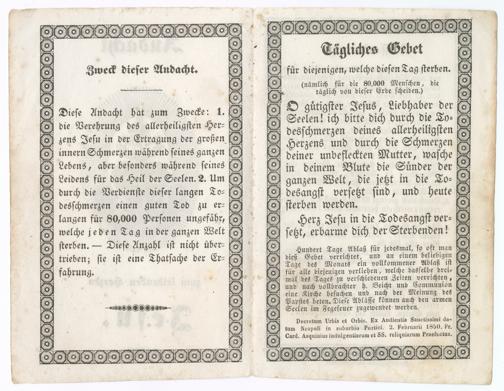 Zweck dieser Andacht.
Diese Andacht hat zum Zwecke: 1.
die Verehrung des allerheiligsten Her-
zens Jesu in der Ertragung der großen
innern Schmerzen während seines ganzen
Lebens, aber besonders während seines
Leidens für das Heil der Seelen. 2. Um
durch die Verdienste dieser langen To-
desschmerzen einen guten Tod zu er-
langen für 80,000 Personen ungefähr,
welche jeden Tag in der ganzen Welt
sterben. — Diese Anzahl ist nicht über-
trieben; sie ist eine Thatsache der Er-
fahrung.
Tägliches Gebet
für diejenigen, welche diesen Tag sterben.
(nämlich für die 80,000 Menschen, die
täglich von dieser Erde scheiden.)
O gütigster Jesus, Liebhaber der
Seelen! ich bitte dich durch die To-
desschmerzen deines allerheiligsten
Herzens und durch die Schmerzen
deiner unbefleckten Mutter, wasche
in deinem Blute die Sünder der
ganzen Welt, die jetzt in die To-
desangst versetzt sind, und heute
sterben werden.
Herz Jesu in die Todesangst ver-
setzt, erbarme dich der Sterbenden!
Hundert Tage Ablaß für jedesmal, so oft man
dieß Gebet verrichtet, und an einem beliebigen
Tage des Monats ein vollkommener Ablaß ist
für alle diejenigen verliehen, welche dasselbe drei-
mal des Tages zu verschiedenen Zeiten verrichten,
und nach vollbrachter h. Beicht und Communion
eine Kirche besuchen und nach der Meinung des
Papstes beten. Diese Ablässe können auch den armen
Seelen im Fegefeuer zugewendet werden.
Decretum Urbis et Orbis. Ex Audientia Sanctissimi da-
tum Neapoli in suburbio Portici. 2. Februarii 1850. Fr.
Card. Asquinius indulgentiarum et SS. reliquiarum Praefectus.